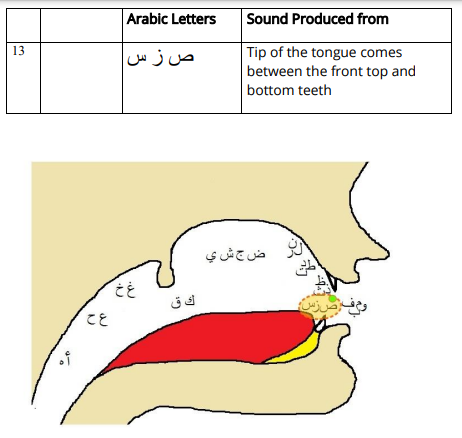 Arabic Letters	Sound Produced from
13	ص ز س	Tip of the tongue comes
between the front top and
bottom teeth
ض ج ش ي
غ خ
ك ق
ص ز س
ع ح
أ ه